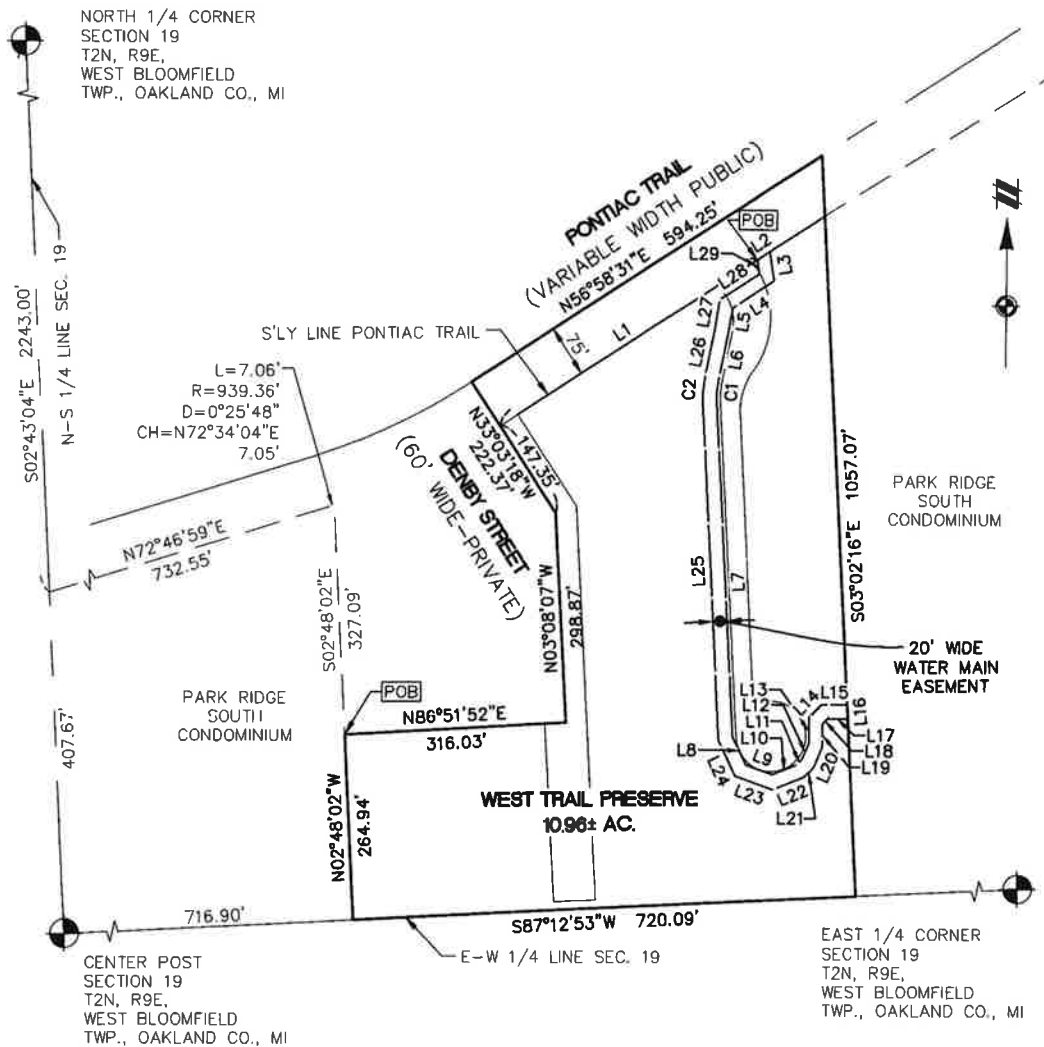 NORTH 1/4 CORNER
SECTION 19
T2N, R9E,
WEST BLOOMFIELD
TWP., OAKLAND CO., MI
S02°43'04"E 2243.00'
N-S 1/4 LINE SEC. 19
PONTIAC TRAIL
(VARIABLE WIDTH PUBLIC)
N56°58'31"E 594.25'
POB
L29
L2
L3
L28
L4
L27
L5
L1
75'
S'LY LINE PONTIAC TRAIL
L26
L6
C2
C1
L=7.06'
R=939.36'
D=0°25'48"
CH=N72°34'04"E
7.05'
N33°03'18"W
222.37'
147.35'
DENBY STREET
(60' WIDE-PRIVATE)
PARK RIDGE
SOUTH
CONDOMINIUM
S03°02'16"E 1057.07'
N72°46'59"E
732.55'
S02°48'02"E
327.09'
N03°08'07"W
298.87'
L25
L7
20' WIDE
WATER MAIN
EASEMENT
407.67'
PARK RIDGE
SOUTH
CONDOMINIUM
POB
N86°51'52"E
316.03'
L13
L12
L11
L10
L14
L15
L16
L17
L18
L19
L8
L9
L20
L24
L23
L22
L21
N02°48'02"W
264.94'
WEST TRAIL PRESERVE
10.96± AC.
716.90'
S87°12'53"W 720.09'
E-W 1/4 LINE SEC. 19
CENTER POST
SECTION 19
T2N, R9E,
WEST BLOOMFIELD
TWP., OAKLAND CO., MI
EAST 1/4 CORNER
SECTION 19
T2N, R9E,
WEST BLOOMFIELD
TWP., OAKLAND CO., MI